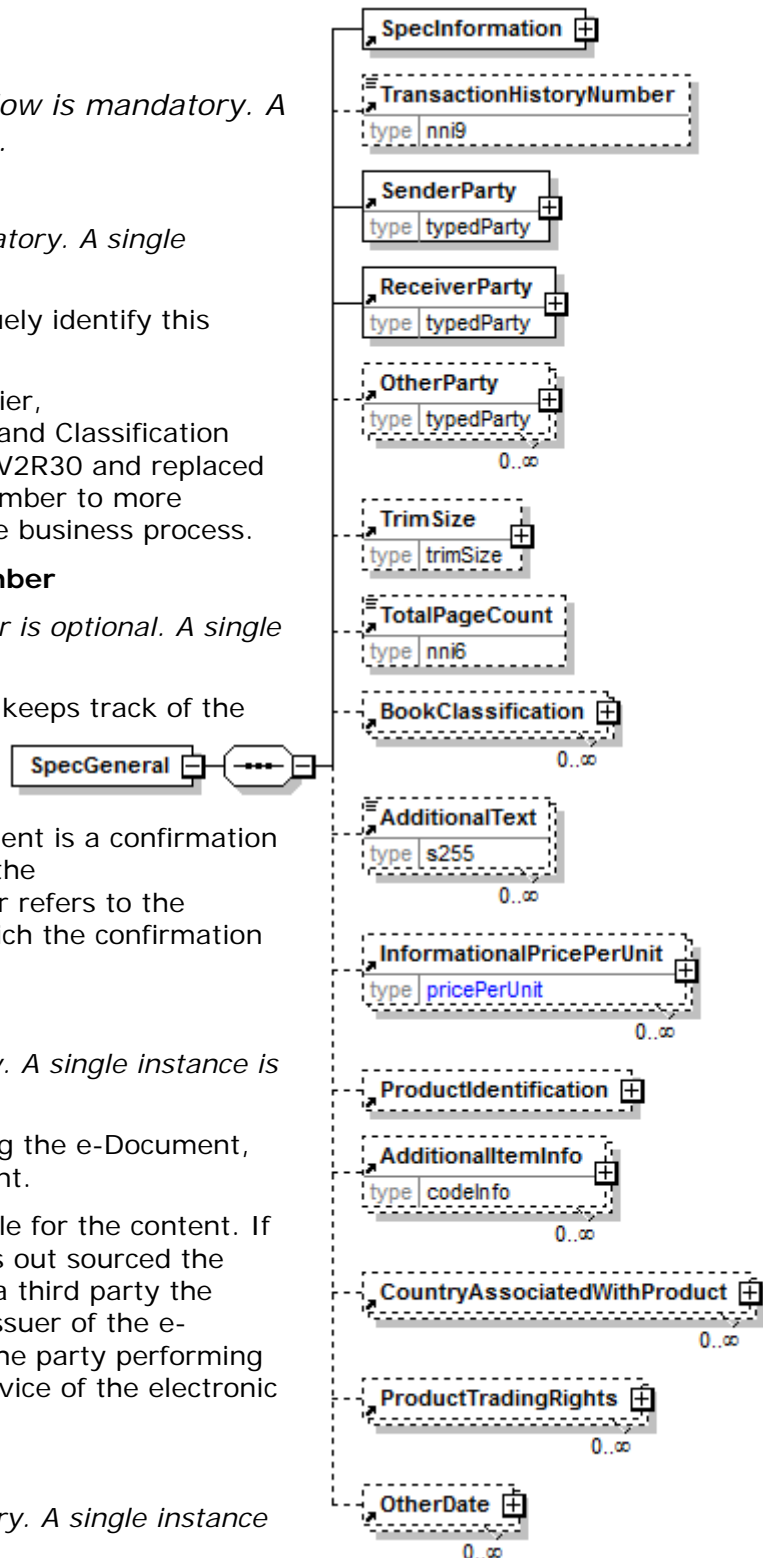 low is mandatory. A
.
atory. A single
uely identify this
ier,
and Classification
V2R30 and replaced
mber to more
e business process.
mber
r is optional. A single
keeps track of the
ent is a confirmation
the
r refers to the
ich the confirmation
y. A single instance is
g the e-Document,
nt.
le for the content. If
s out sourced the
a third party the
ssuer of the e-
he party performing
vice of the electronic
ry. A single instance
SpecGeneral
SpecInformation
TransactionHistoryNumber
type nni9
SenderParty
type typedParty
ReceiverParty
type typedParty
OtherParty
type typedParty
0..∞
TrimSize
type trimSize
TotalPageCount
type nni6
BookClassification
0..∞
AdditionalText
type s255
0..∞
InformationalPricePerUnit
type pricePerUnit
0..∞
ProductIdentification
AdditionalItemInfo
type codeInfo
0..∞
CountryAssociatedWithProduct
0..∞
ProductTradingRights
0..∞
OtherDate
0..∞